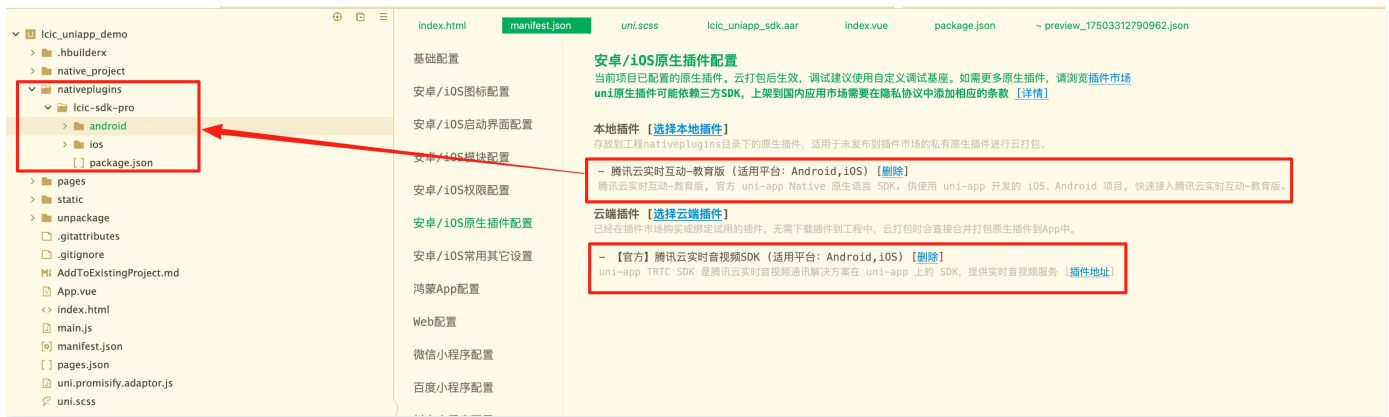 lcic_uniapp_demo
.hbuilderx
native_project
nativeplugins
lcic-sdk-pro
android
ios
package.json
pages
static
unpackage
.gitattributes
.gitignore
AddToExistingProject.md
App.vue
index.html
main.js
manifest.json
pages.json
uni.promisify.adaptor.js
uni.scss
index.html manifest.json uni.scss lcic_uniapp_sdk.aar index.vue package.json ~ preview_17503312790962.json
基础配置
安卓/iOS图标配置
安卓/iOS启动界面配置
安卓/iOS模块配置
安卓/iOS权限配置
安卓/iOS原生插件配置
安卓/iOS常用其它设置
鸿蒙App配置
Web配置
微信小程序配置
百度小程序配置
安卓/iOS原生插件配置
当前项目已配置的原生插件。云打包后生效，调试建议使用自定义调试基座。如需更多原生插件，请浏览插件市场
uni原生插件可能依赖三方SDK，上架到国内应用市场需要在隐私协议中添加相应的条款 [详情]
本地插件 [选择本地插件]
存放到工程nativeplugins目录下的原生插件，适用于未发布到插件市场的私有原生插件进行云打包。
- 腾讯云实时互动-教育版 (适用平台：Android,iOS) [删除]
腾讯云实时互动-教育版, 官方 uni-app Native 原生语言 SDK. 供使用 uni-app 开发的 iOS、Android 项目, 快速接入腾讯云实时互动-教育版.
云端插件 [选择云端插件]
已经在插件市场购买或绑定试用的插件，无需下载插件到工程中，云打包时会直接合并打包原生插件到App中。
- 【官方】腾讯云实时音视频SDK (适用平台：Android,iOS) [删除]
uni-app TRTC SDK 是腾讯云实时音视频通讯解决方案在 uni-app 上的 SDK, 提供实时音视频服务 [插件地址]